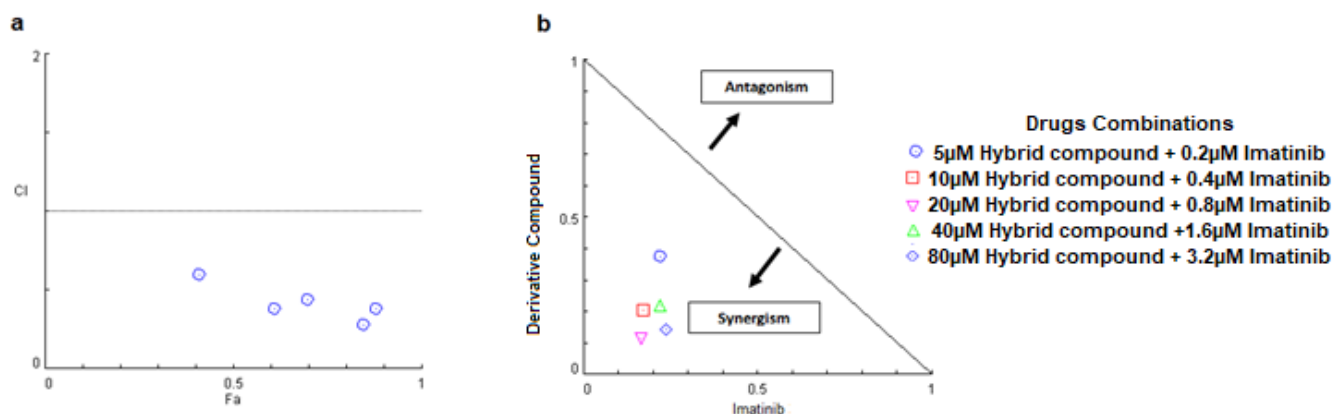 a
2
CI
0
0
0.5
1
Fa
b
1
Antagonism
Derivative Compound
0.5
Synergism
0
0
0.5
1
Imatinib
Drugs Combinations
5µM Hybrid compound + 0.2µM Imatinib
10µM Hybrid compound + 0.4µM Imatinib
20µM Hybrid compound + 0.8µM Imatinib
40µM Hybrid compound +1.6µM Imatinib
80µM Hybrid compound + 3.2µM Imatinib